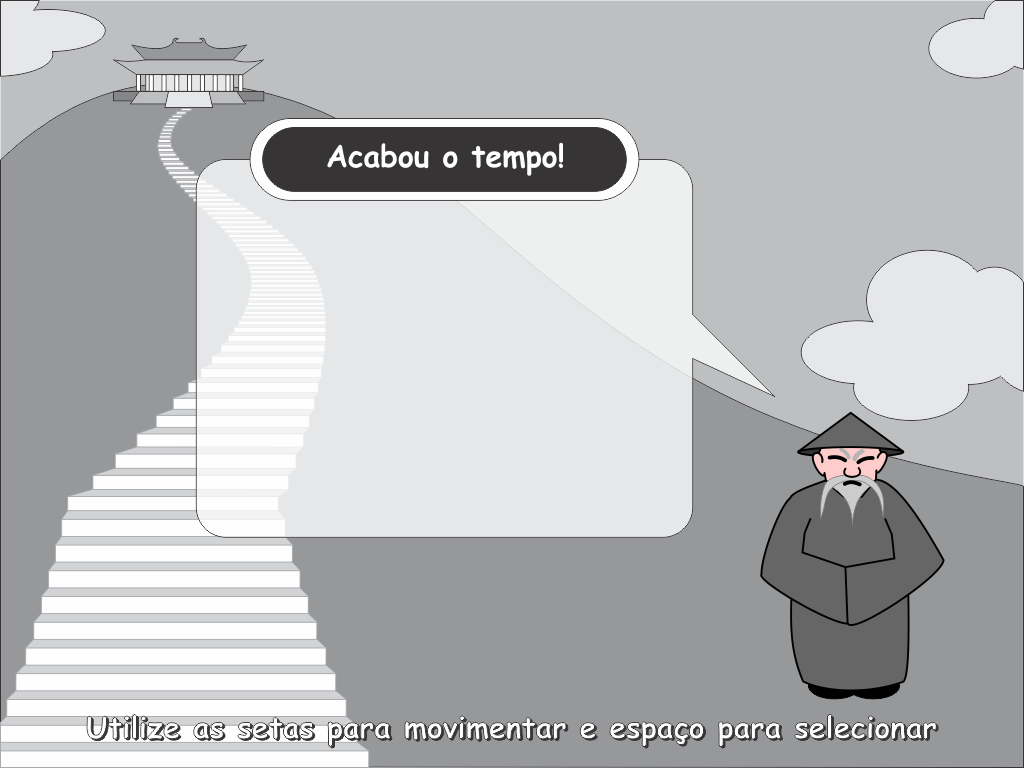 Acabou o tempo!
Utilize as setas para movimentar e espaço para selecionar